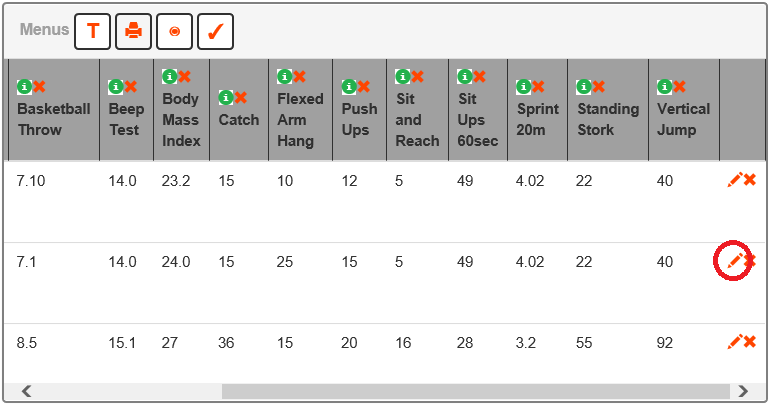 Menus T
Basketball Throw Beep Test Body Mass Index Catch Flexed Arm Hang Push Ups Sit and Reach Sit Ups 60sec Sprint 20m Standing Stork Vertical Jump
7.10 14.0 23.2 15 10 12 5 49 4.02 22 40
7.1 14.0 24.0 15 25 15 5 49 4.02 22 40
8.5 15.1 27 36 15 20 16 28 3.2 55 92